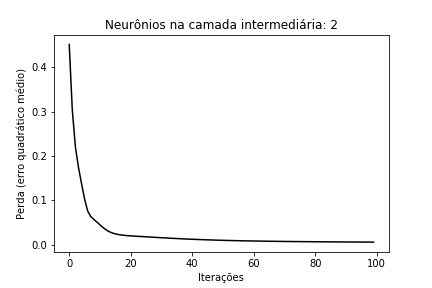 Neurônios na camada intermediária: 2
Perda (erro quadrático médio)
0.4
0.3
0.2
0.1
0.0
0 20 40 60 80 100
Iterações